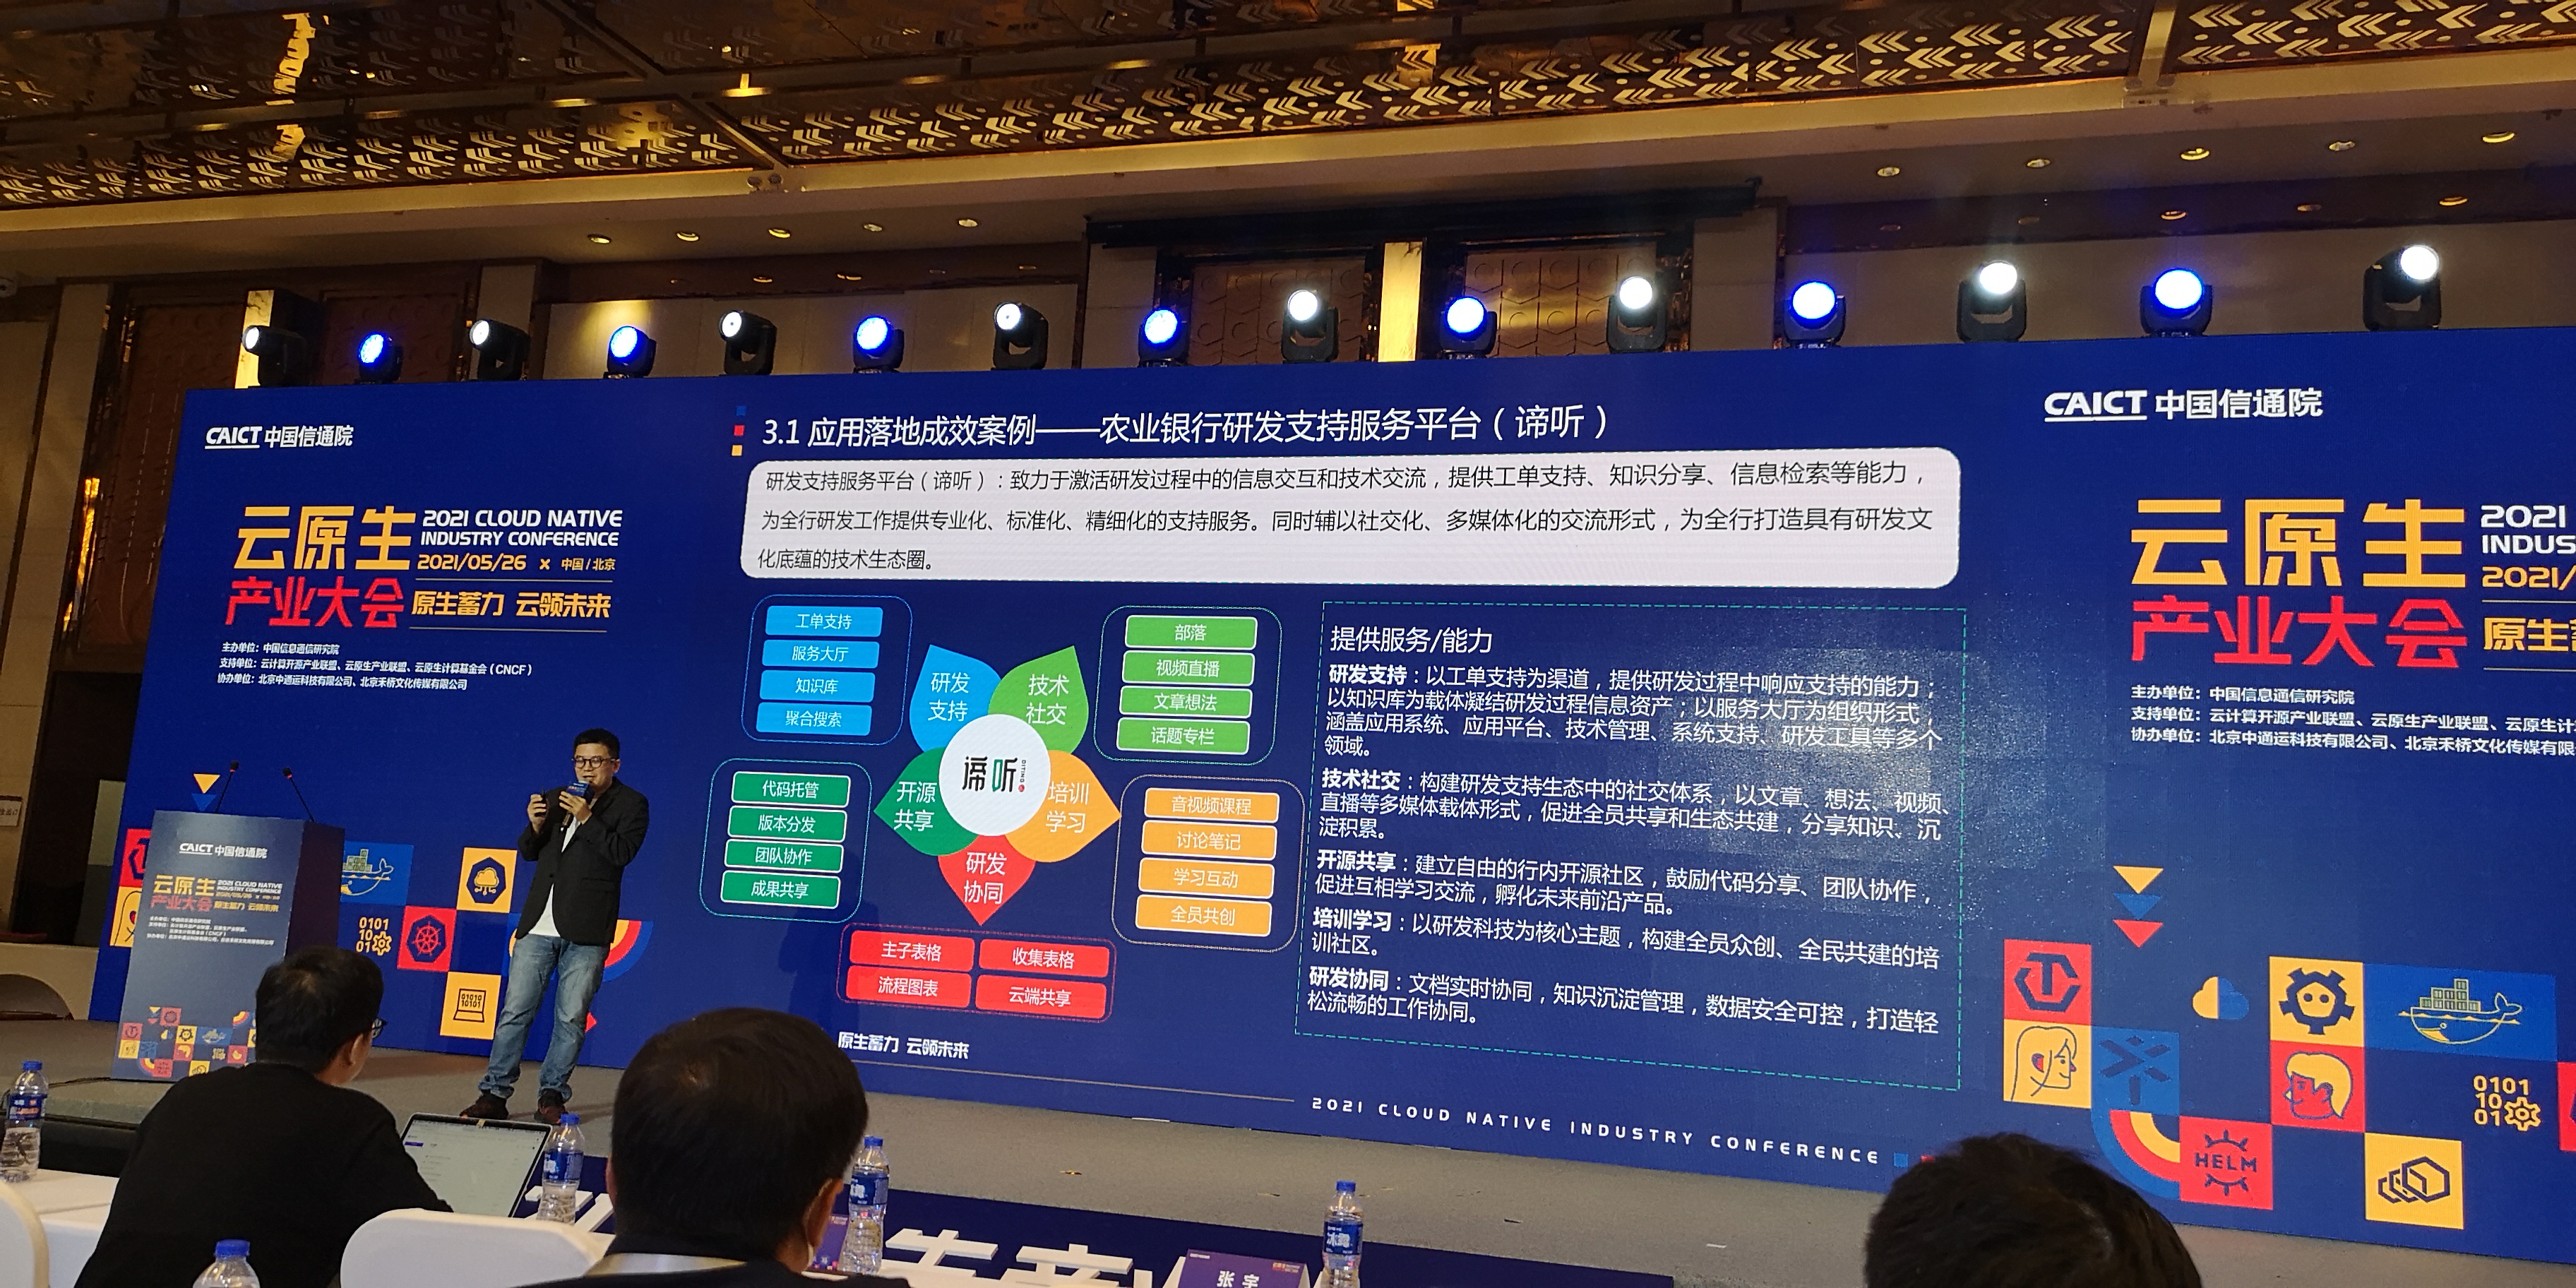 CAICT 中国信通院
云原生
产业大会
2021 CLOUD NATIVE
INDUSTRY CONFERENCE
2021/05/26 x 中国/北京
原生蓄力 云领未来
主办单位：中国信息通信研究院
支持单位：云计算开源产业联盟、云原生产业联盟、云原生计算基金会（CNCF）
协办单位：北京中通运科技有限公司、北京禾桥文化传媒有限公司
3.1 应用落地成效案例——农业银行研发支持服务平台（谛听）
研发支持服务平台（谛听）：致力于激活研发过程中的信息交互和技术交流，提供工单支持、知识分享、信息检索等能力，
为全行研发工作提供专业化、标准化、精细化的支持服务。同时辅以社交化、多媒体化的交流形式，为全行打造具有研发文
化底蕴的技术生态圈。
工单支持
服务大厅
知识库
聚合搜索
部落
视频直播
文章想法
话题专栏
研发
支持
技术
社交
谛听
DITING
开源
共享
培训
学习
研发
协同
代码托管
版本分发
团队协作
成果共享
音视频课程
讨论笔记
学习互动
全员共创
主子表格
收集表格
流程图表
云端共享
提供服务/能力
研发支持：以工单支持为渠道，提供研发过程中响应支持的能力；
以知识库为载体凝结研发过程信息资产；以服务大厅为组织形式，
涵盖应用系统、应用平台、技术管理、系统支持、研发工具等多个
领域。
技术社交：构建研发支持生态中的社交体系，以文章、想法、视频、
直播等多媒体载体形式，促进全员共享和生态共建，分享知识、沉
淀积累。
开源共享：建立自由的行内开源社区，鼓励代码分享、团队协作，
促进互相学习交流，孵化未来前沿产品。
培训学习：以研发科技为核心主题，构建全员众创、全民共建的培
训社区。
研发协同：文档实时协同，知识沉淀管理，数据安全可控，打造轻
松流畅的工作协同。
原生蓄力 云领未来
2021 CLOUD NATIVE INDUSTRY CONFERENCE
CAICT 中国信通院
云原生
产业大会
2021
INDUS
2021/
原生蓄
主办单位：中国信息通信研究院
支持单位：云计算开源产业联盟、云原生产业联盟、云原生计
协办单位：北京中通运科技有限公司、北京禾桥文化传媒有限
0101
10
01
HELM
CAICT 中国信通院
云原生
产业大会
2021 CLOUD NATIVE
INDUSTRY CONFERENCE
原生蓄力 云领未来
0101
10
01
01010
10101
张宇